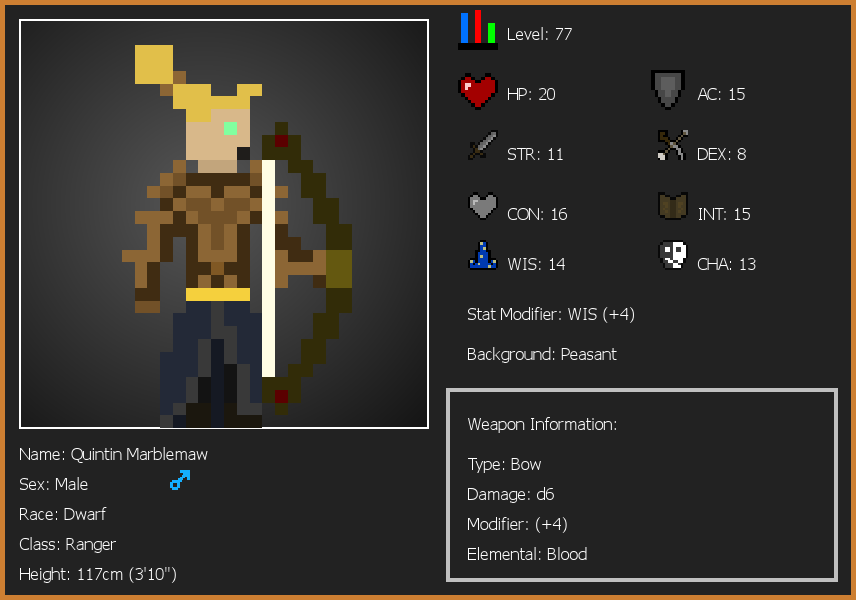 Level: 77
HP: 20
AC: 15
STR: 11
DEX: 8
CON: 16
INT: 15
WIS: 14
CHA: 13
Stat Modifier: WIS (+4)
Background: Peasant
Weapon Information:
Type: Bow
Damage: d6
Modifier: (+4)
Elemental: Blood
Name: Quintin Marblemaw
Sex: Male
Race: Dwarf
Class: Ranger
Height: 117cm (3'10")